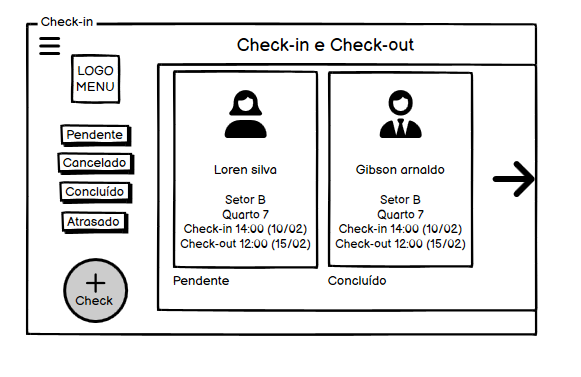 Check-in
Check-in e Check-out
LOGO
MENU
Pendente
Cancelado
Concluído
Atrasado
+
Check
Loren silva
Setor B
Quarto 7
Check-in 14:00 (10/02)
Check-out 12:00 (15/02)
Pendente
Gibson arnaldo
Setor B
Quarto 7
Check-in 14:00 (10/02)
Check-out 12:00 (15/02)
Concluído